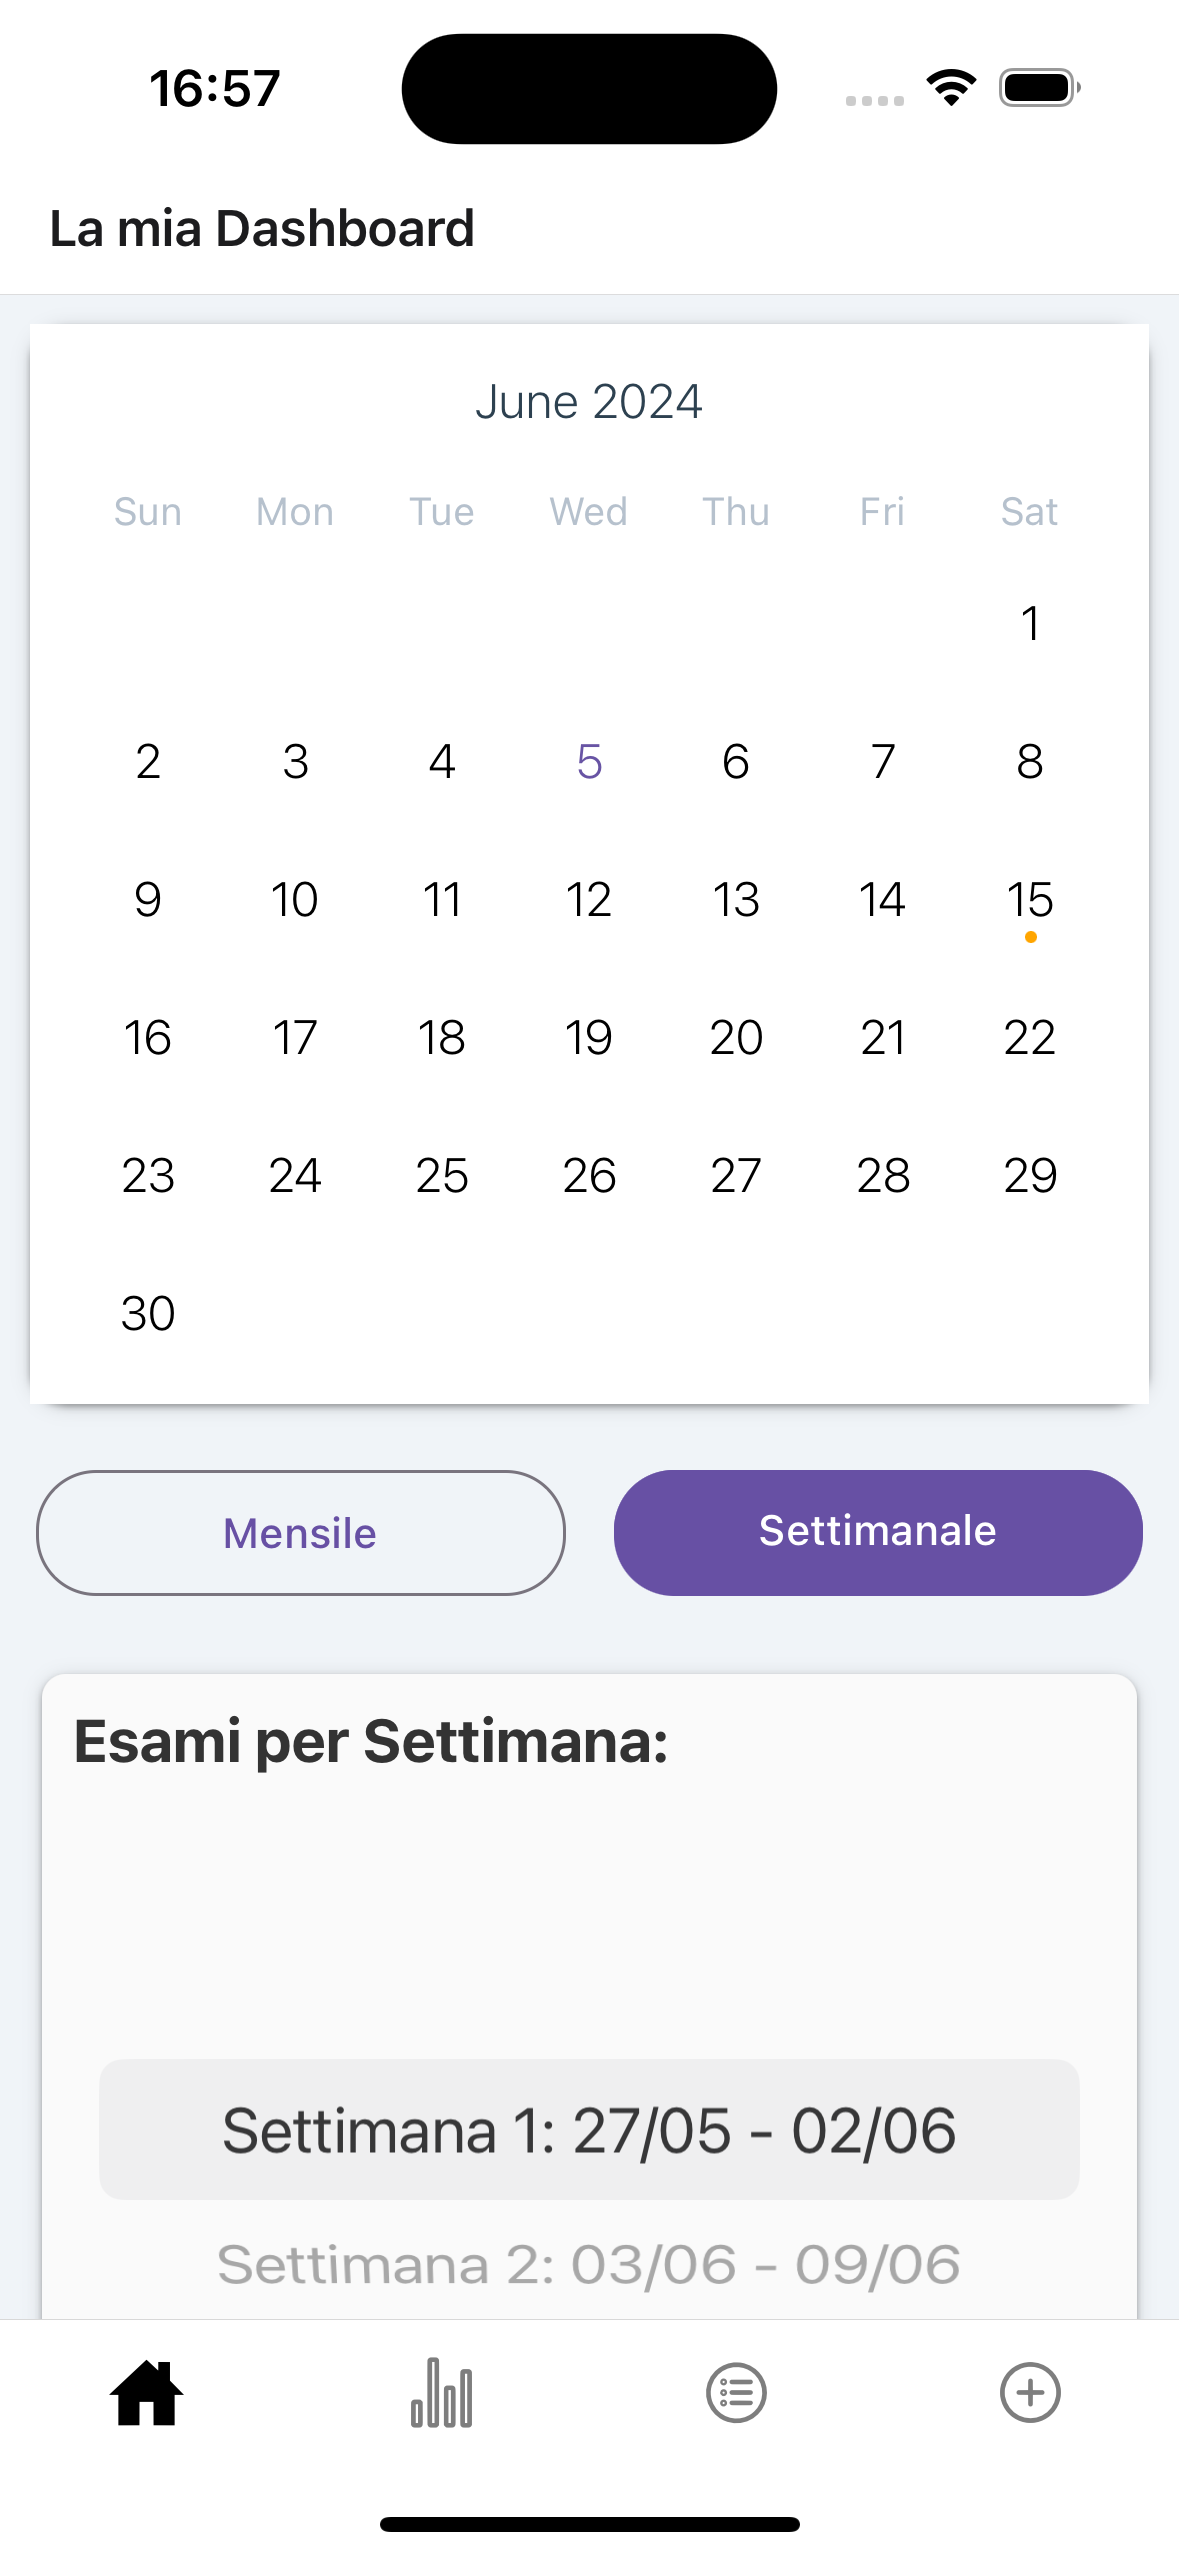 16:57
La mia Dashboard
June 2024
Sun Mon Tue Wed Thu Fri Sat
1
2 3 4 5 6 7 8
9 10 11 12 13 14 15
16 17 18 19 20 21 22
23 24 25 26 27 28 29
30
Mensile Settimanale
Esami per Settimana:
Settimana 1: 27/05 - 02/06
Settimana 2: 03/06 - 09/06